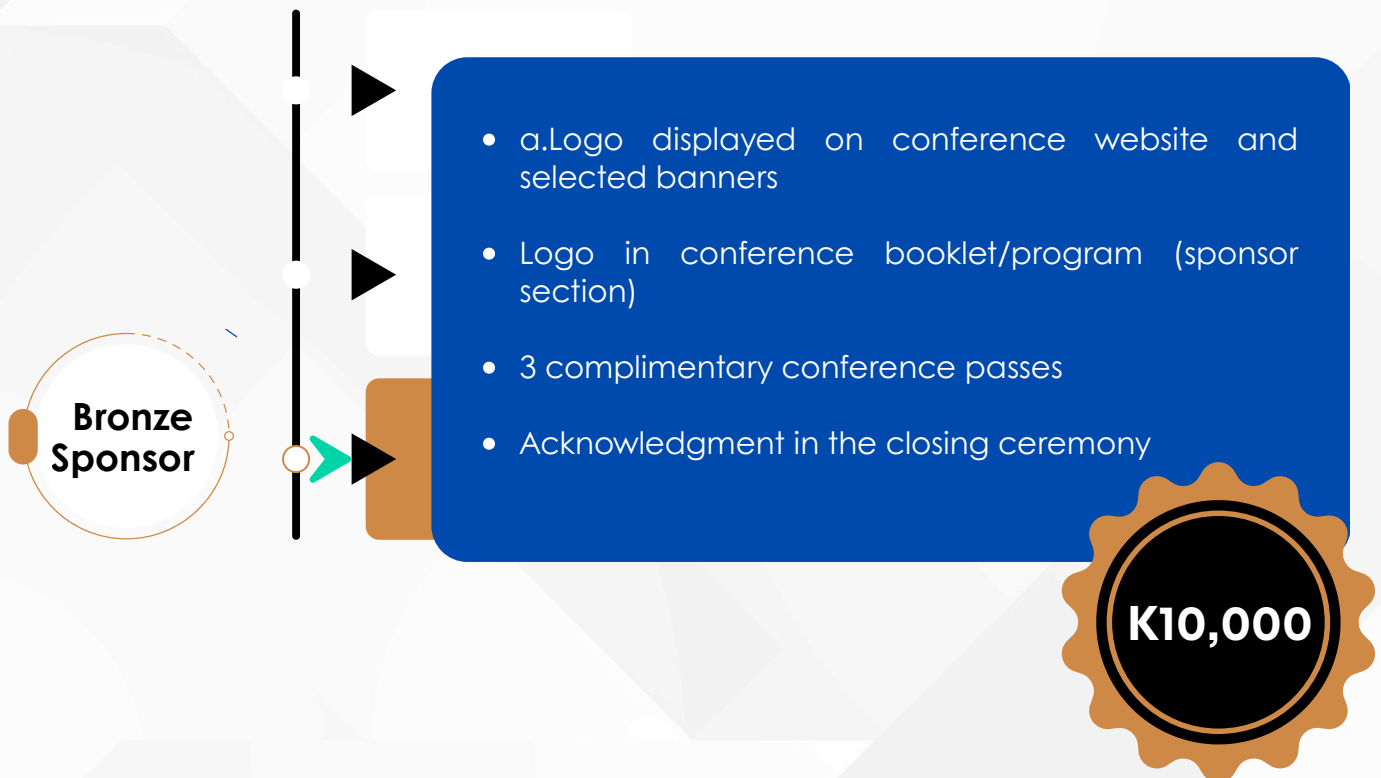 Bronze
Sponsor
• a.Logo displayed on conference website and
selected banners
• Logo in conference booklet/program (sponsor
section)
• 3 complimentary conference passes
• Acknowledgment in the closing ceremony
K10,000